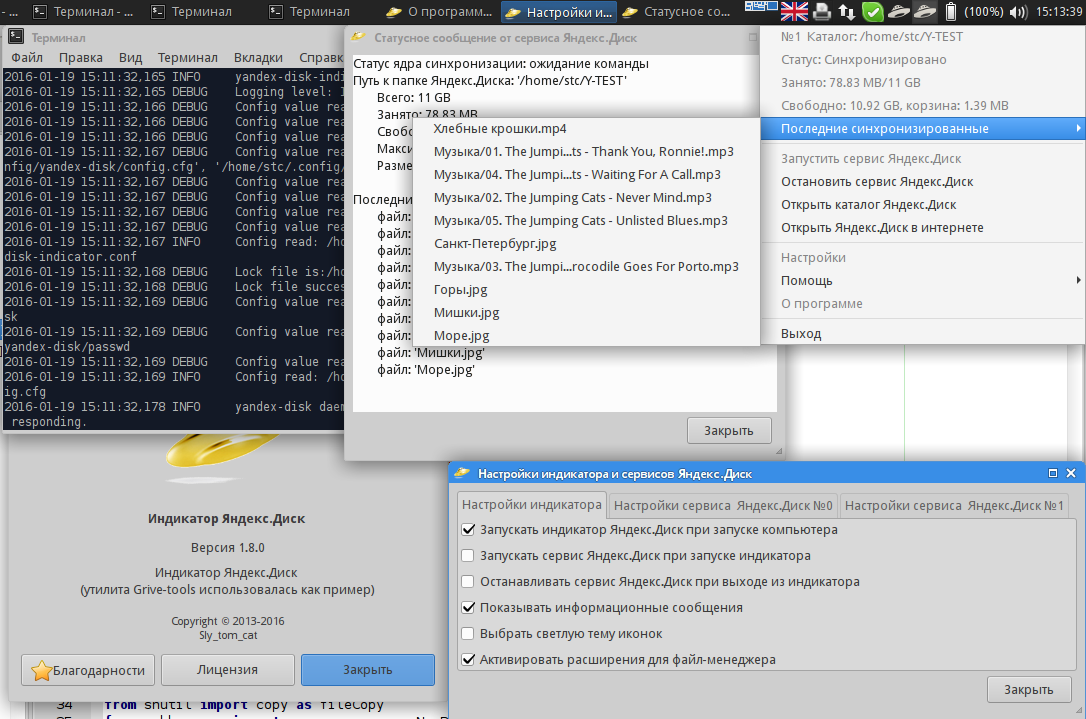 - ...
Терминал - ...
Терминал
Терминал
О программ...
Настройки и...
Статусное со...
(100%)
15:13:39
Терминал
Файл Правка Вид Терминал Вкладки Справк
2016-01-19 15:11:32,165 INFO yandex-disk-indi
2016-01-19 15:11:32,165 DEBUG Logging level:
2016-01-19 15:11:32,166 DEBUG Config value rea
2016-01-19 15:11:32,166 DEBUG Config value rea
2016-01-19 15:11:32,166 DEBUG Config value rea
2016-01-19 15:11:32,166 DEBUG Config value rea
nfig/yandex-disk/config.cfg', '/home/stc/.config/
2016-01-19 15:11:32,167 DEBUG Config value rea
2016-01-19 15:11:32,167 DEBUG Config value rea
2016-01-19 15:11:32,167 DEBUG Config value rea
2016-01-19 15:11:32,167 DEBUG Config value rea
2016-01-19 15:11:32,167 INFO Config read: /ho
disk-indicator.conf
2016-01-19 15:11:32,168 DEBUG Lock file is:/ho
2016-01-19 15:11:32,168 DEBUG Lock file succes
2016-01-19 15:11:32,169 DEBUG Config value rea
sk
2016-01-19 15:11:32,169 DEBUG Config value rea
yandex-disk/passwd
2016-01-19 15:11:32,169 DEBUG Config value rea
2016-01-19 15:11:32,169 INFO Config read: /ho
ig.cfg
2016-01-19 15:11:32,178 INFO yandex-disk daem
responding.
Статусное сообщение от сервиса Яндекс.Диск
Статус ядра синхронизации: ожидание команды
Путь к папке Яндекс.Диска: '/home/stc/Y-TEST'
Всего: 11 GB
Занято: 78.83 MB
Своб
Макси
Разме
Последни
файл:
файл:
файл:
файл:
файл:
файл:
файл:
файл:
файл: 'Мишки.jpg'
файл: 'Море.jpg'
Закрыть
Хлебные крошки.mp4
Музыка/01. The Jumpi...ts - Thank You, Ronnie!.mp3
Музыка/04. The Jumpi...ts - Waiting For A Call.mp3
Музыка/02. The Jumping Cats - Never Mind.mp3
Музыка/05. The Jumping Cats - Unlisted Blues.mp3
Санкт-Петербург.jpg
Музыка/03. The Jumpi...rocodile Goes For Porto.mp3
Горы.jpg
Мишки.jpg
Море.jpg
№1 Каталог: /home/stc/Y-TEST
Статус: Синхронизировано
Занято: 78.83 MB/11 GB
Свободно: 10.92 GB, корзина: 1.39 MB
Последние синхронизированные
Запустить сервис Яндекс.Диск
Остановить сервис Яндекс.Диск
Открыть каталог Яндекс.Диск
Открыть Яндекс.Диск в интернете
Настройки
Помощь
О программе
Выход
Индикатор Яндекс.Диск
Версия 1.8.0
Индикатор Яндекс.Диск
(утилита Grive-tools использовалась как пример)
Copyright © 2013-2016
Sly_tom_cat
Благодарности
Лицензия
Закрыть
Настройки индикатора и сервисов Яндекс.Диск
Настройки индикатора
Настройки сервиса Яндекс.Диск №0
Настройки сервиса Яндекс.Диск №1
Запускать индикатор Яндекс.Диск при запуске компьютера
Запускать сервис Яндекс.Диск при запуске индикатора
Останавливать сервис Яндекс.Диск при выходе из индикатора
Показывать информационные сообщения
Выбрать светлую тему иконок
Активировать расширения для файл-менеджера
Закрыть
34 from shutil import copy as fileCopy